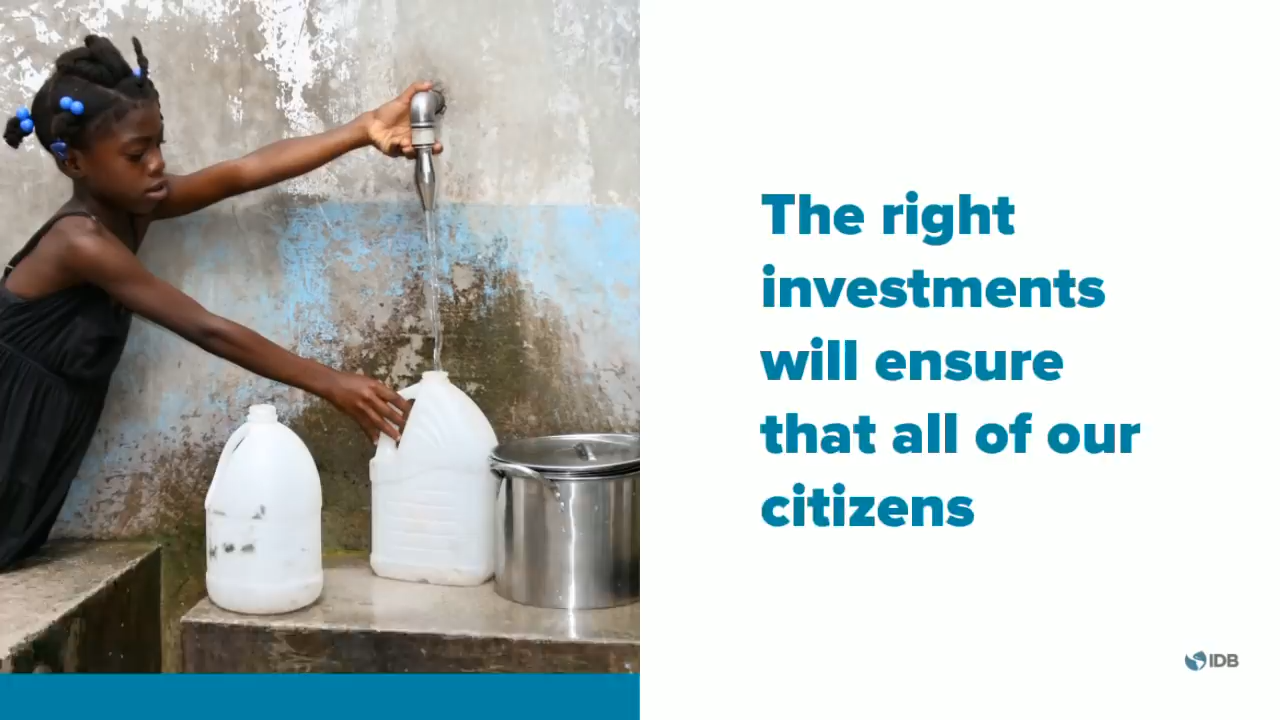 The right
investments
will ensure
that all of our
citizens
IDB